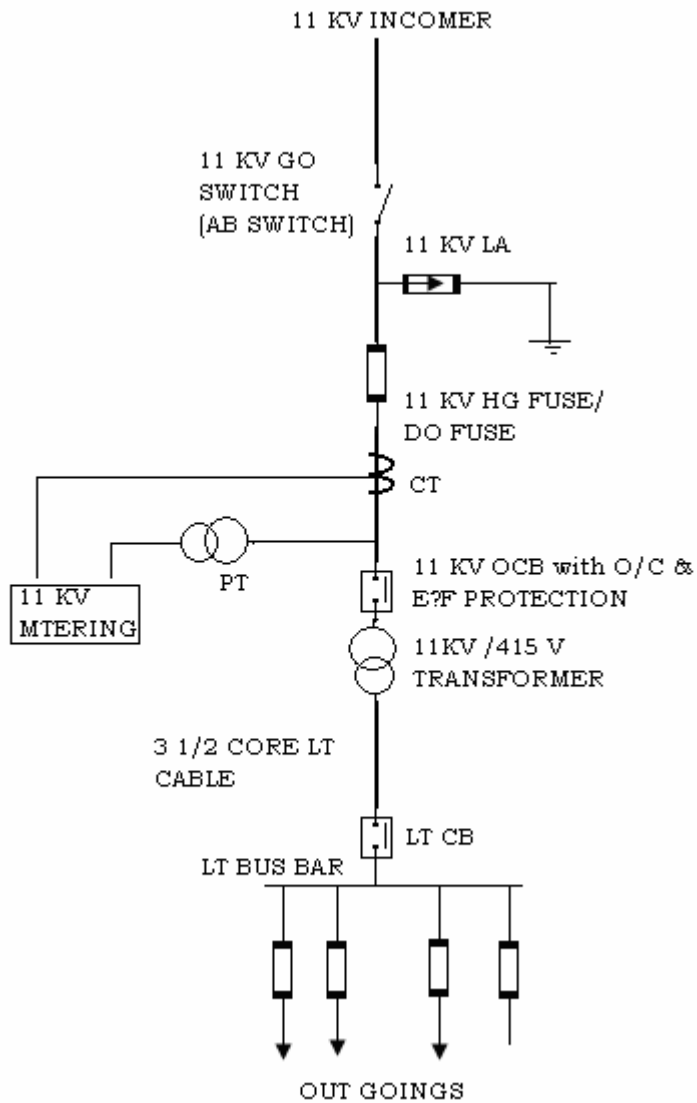 11 KV INCOMER
11 KV GO
SWITCH
(AB SWITCH)
11 KV LA
11 KV HG FUSE/
DO FUSE
CT
PT
11 KV
MTERING
11 KV OCB with O/C &
E?F PROTECTION
11KV /415 V
TRANSFORMER
3 1/2 CORE LT
CABLE
LT CB
LT BUS BAR
OUT GOINGS